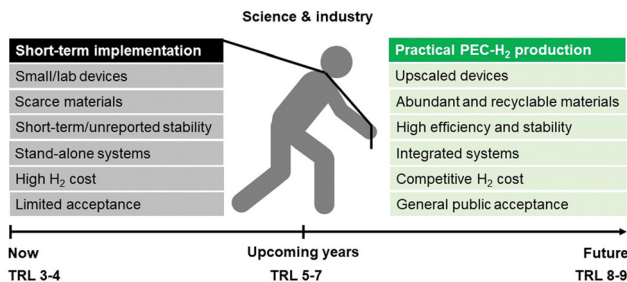 Science & industry
Short-term implementation
Small/lab devices
Scarce materials
Short-term/unreported stability
Stand-alone systems
High H₂ cost
Limited acceptance
Practical PEC-H₂ production
Upscaled devices
Abundant and recyclable materials
High efficiency and stability
Integrated systems
Competitive H₂ cost
General public acceptance
Now
Upcoming years
Future
TRL 3-4
TRL 5-7
TRL 8-9